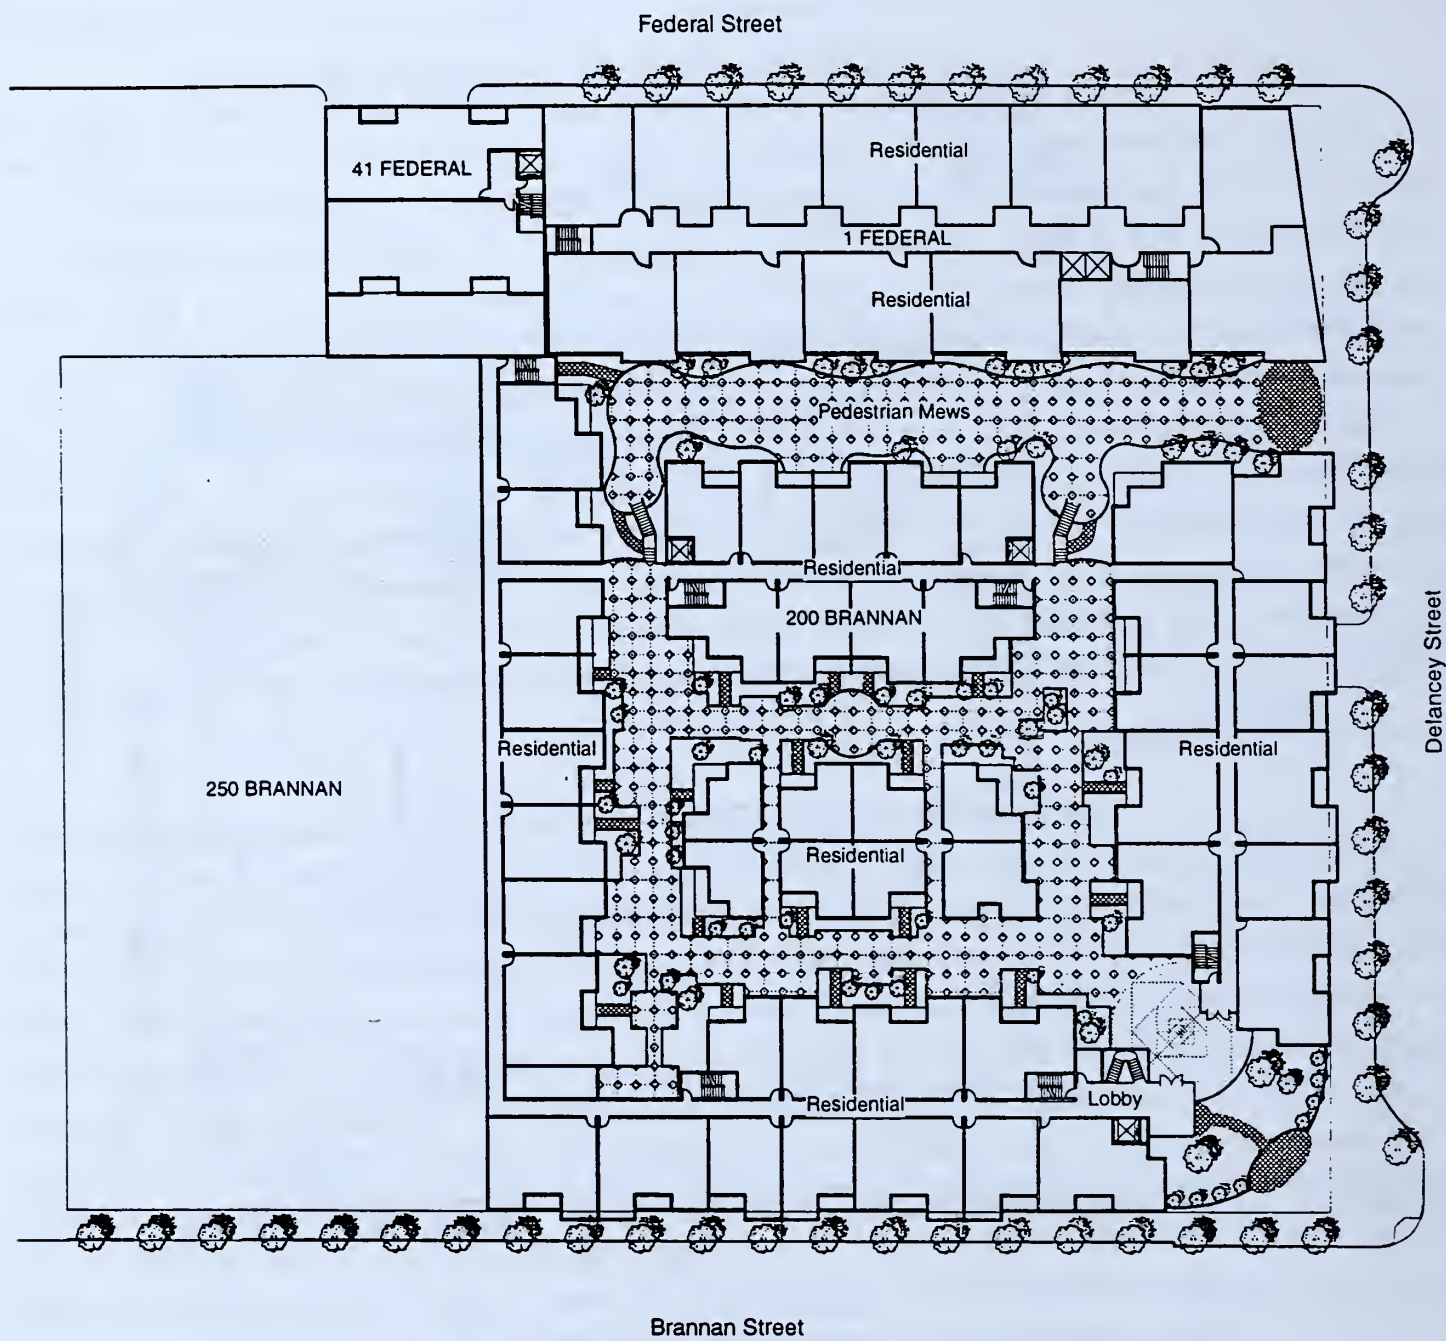 Federal Street
Residential
41 FEDERAL
1 FEDERAL
Residential
Pedestrian Mews
Residential
200 BRANNAN
Delancey Street
Residential
Residential
250 BRANNAN
Residential
Lobby
Residential
Brannan Street